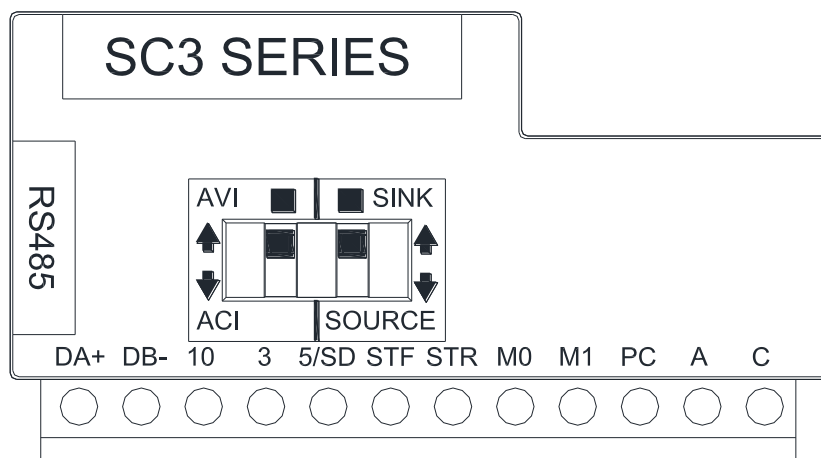 SC3 SERIES
RS485
AVI SINK
ACI SOURCE
DA+ DB- 10 3 5/SD STF STR M0 M1 PC A C